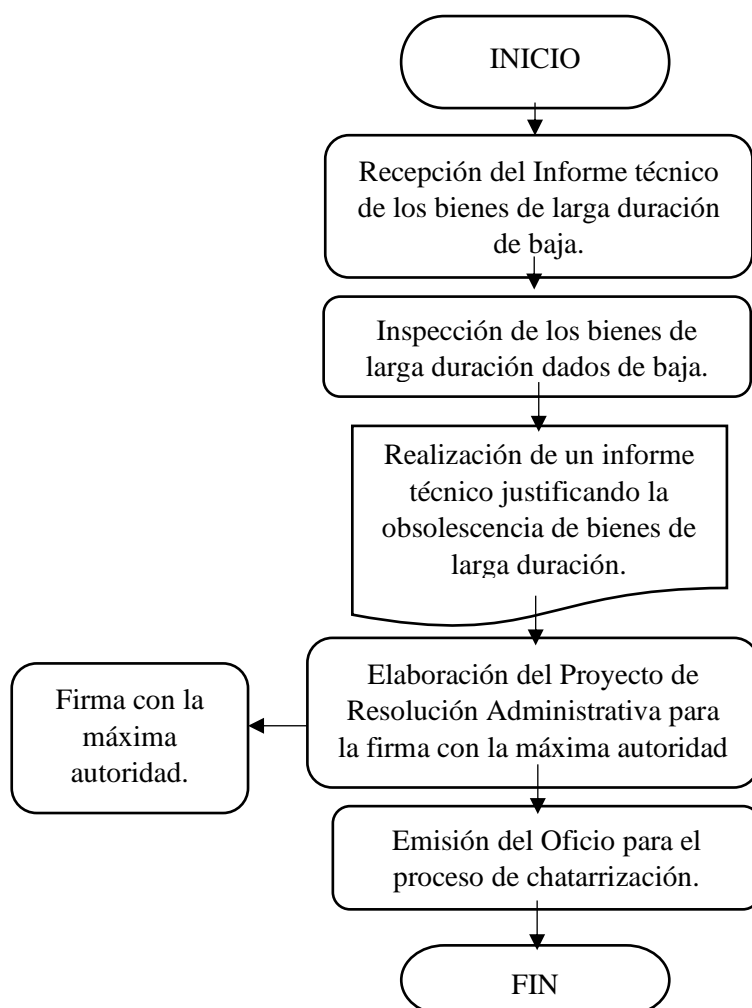 INICIO
Recepción del Informe técnico
de los bienes de larga duración
de baja.
Inspección de los bienes de
larga duración dados de baja.
Realización de un informe
técnico justificando la
obsolescencia de bienes de
larga duración.
Elaboración del Proyecto de
Resolución Administrativa para
la firma con la máxima autoridad
Firma con la
máxima
autoridad.
Emisión del Oficio para el
proceso de chatarrización.
FIN